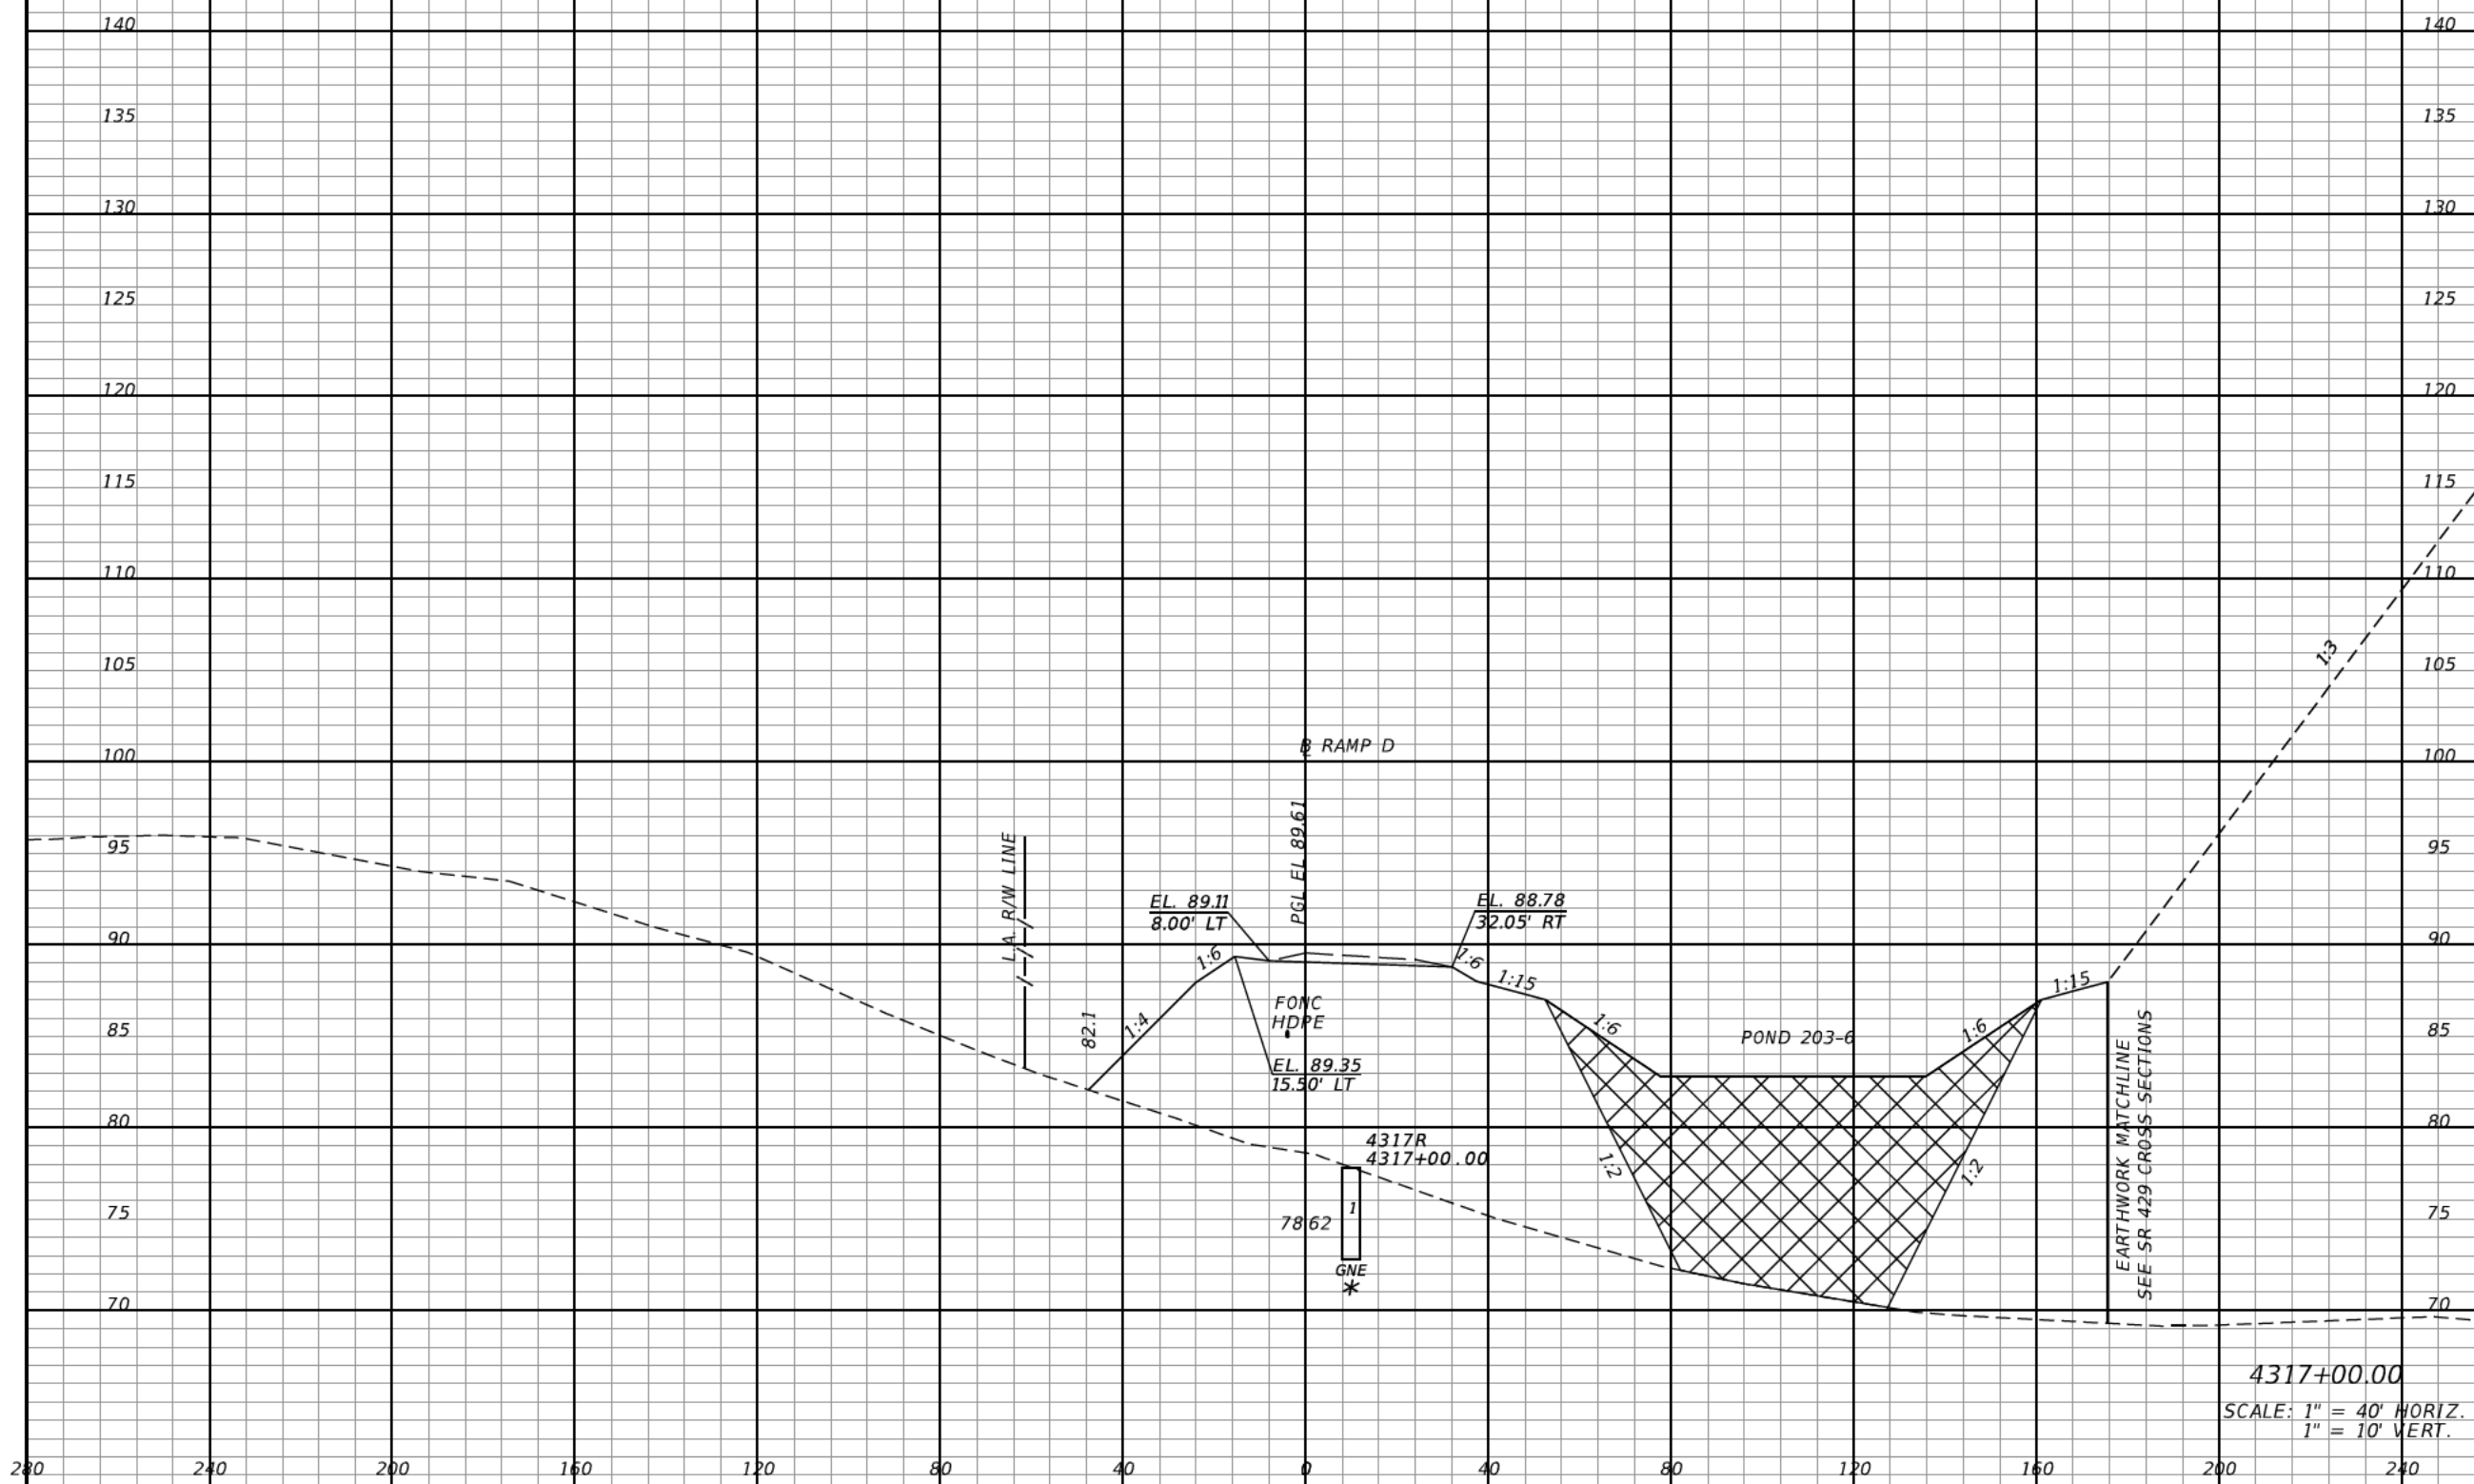 140 140
135 135
130 130
125 125
120 120
115 115
110 110
105 105
1:3
100 100
B RAMP D
PGL EL 89.61
95 95
L.A. R/W LINE
EL. 89.11
8.00' LT
EL. 88.78
32.05' RT
90 90
1:6
1:6
1:15
1:15
FONC
HDPE
82.1
1:4
85 85
1:6
POND 203-6
1:6
EL. 89.35
15.50' LT
EARTHWORK MATCHLINE
SEE SR 429 CROSS SECTIONS
80 80
4317R
4317+00.00
1:2
1:2
1
75 75
78.62
GNE
*
70 70
4317+00.00
SCALE: 1" = 40' HORIZ.
1" = 10' VERT.
280 240 200 160 120 80 40 0 40 80 120 160 200 240